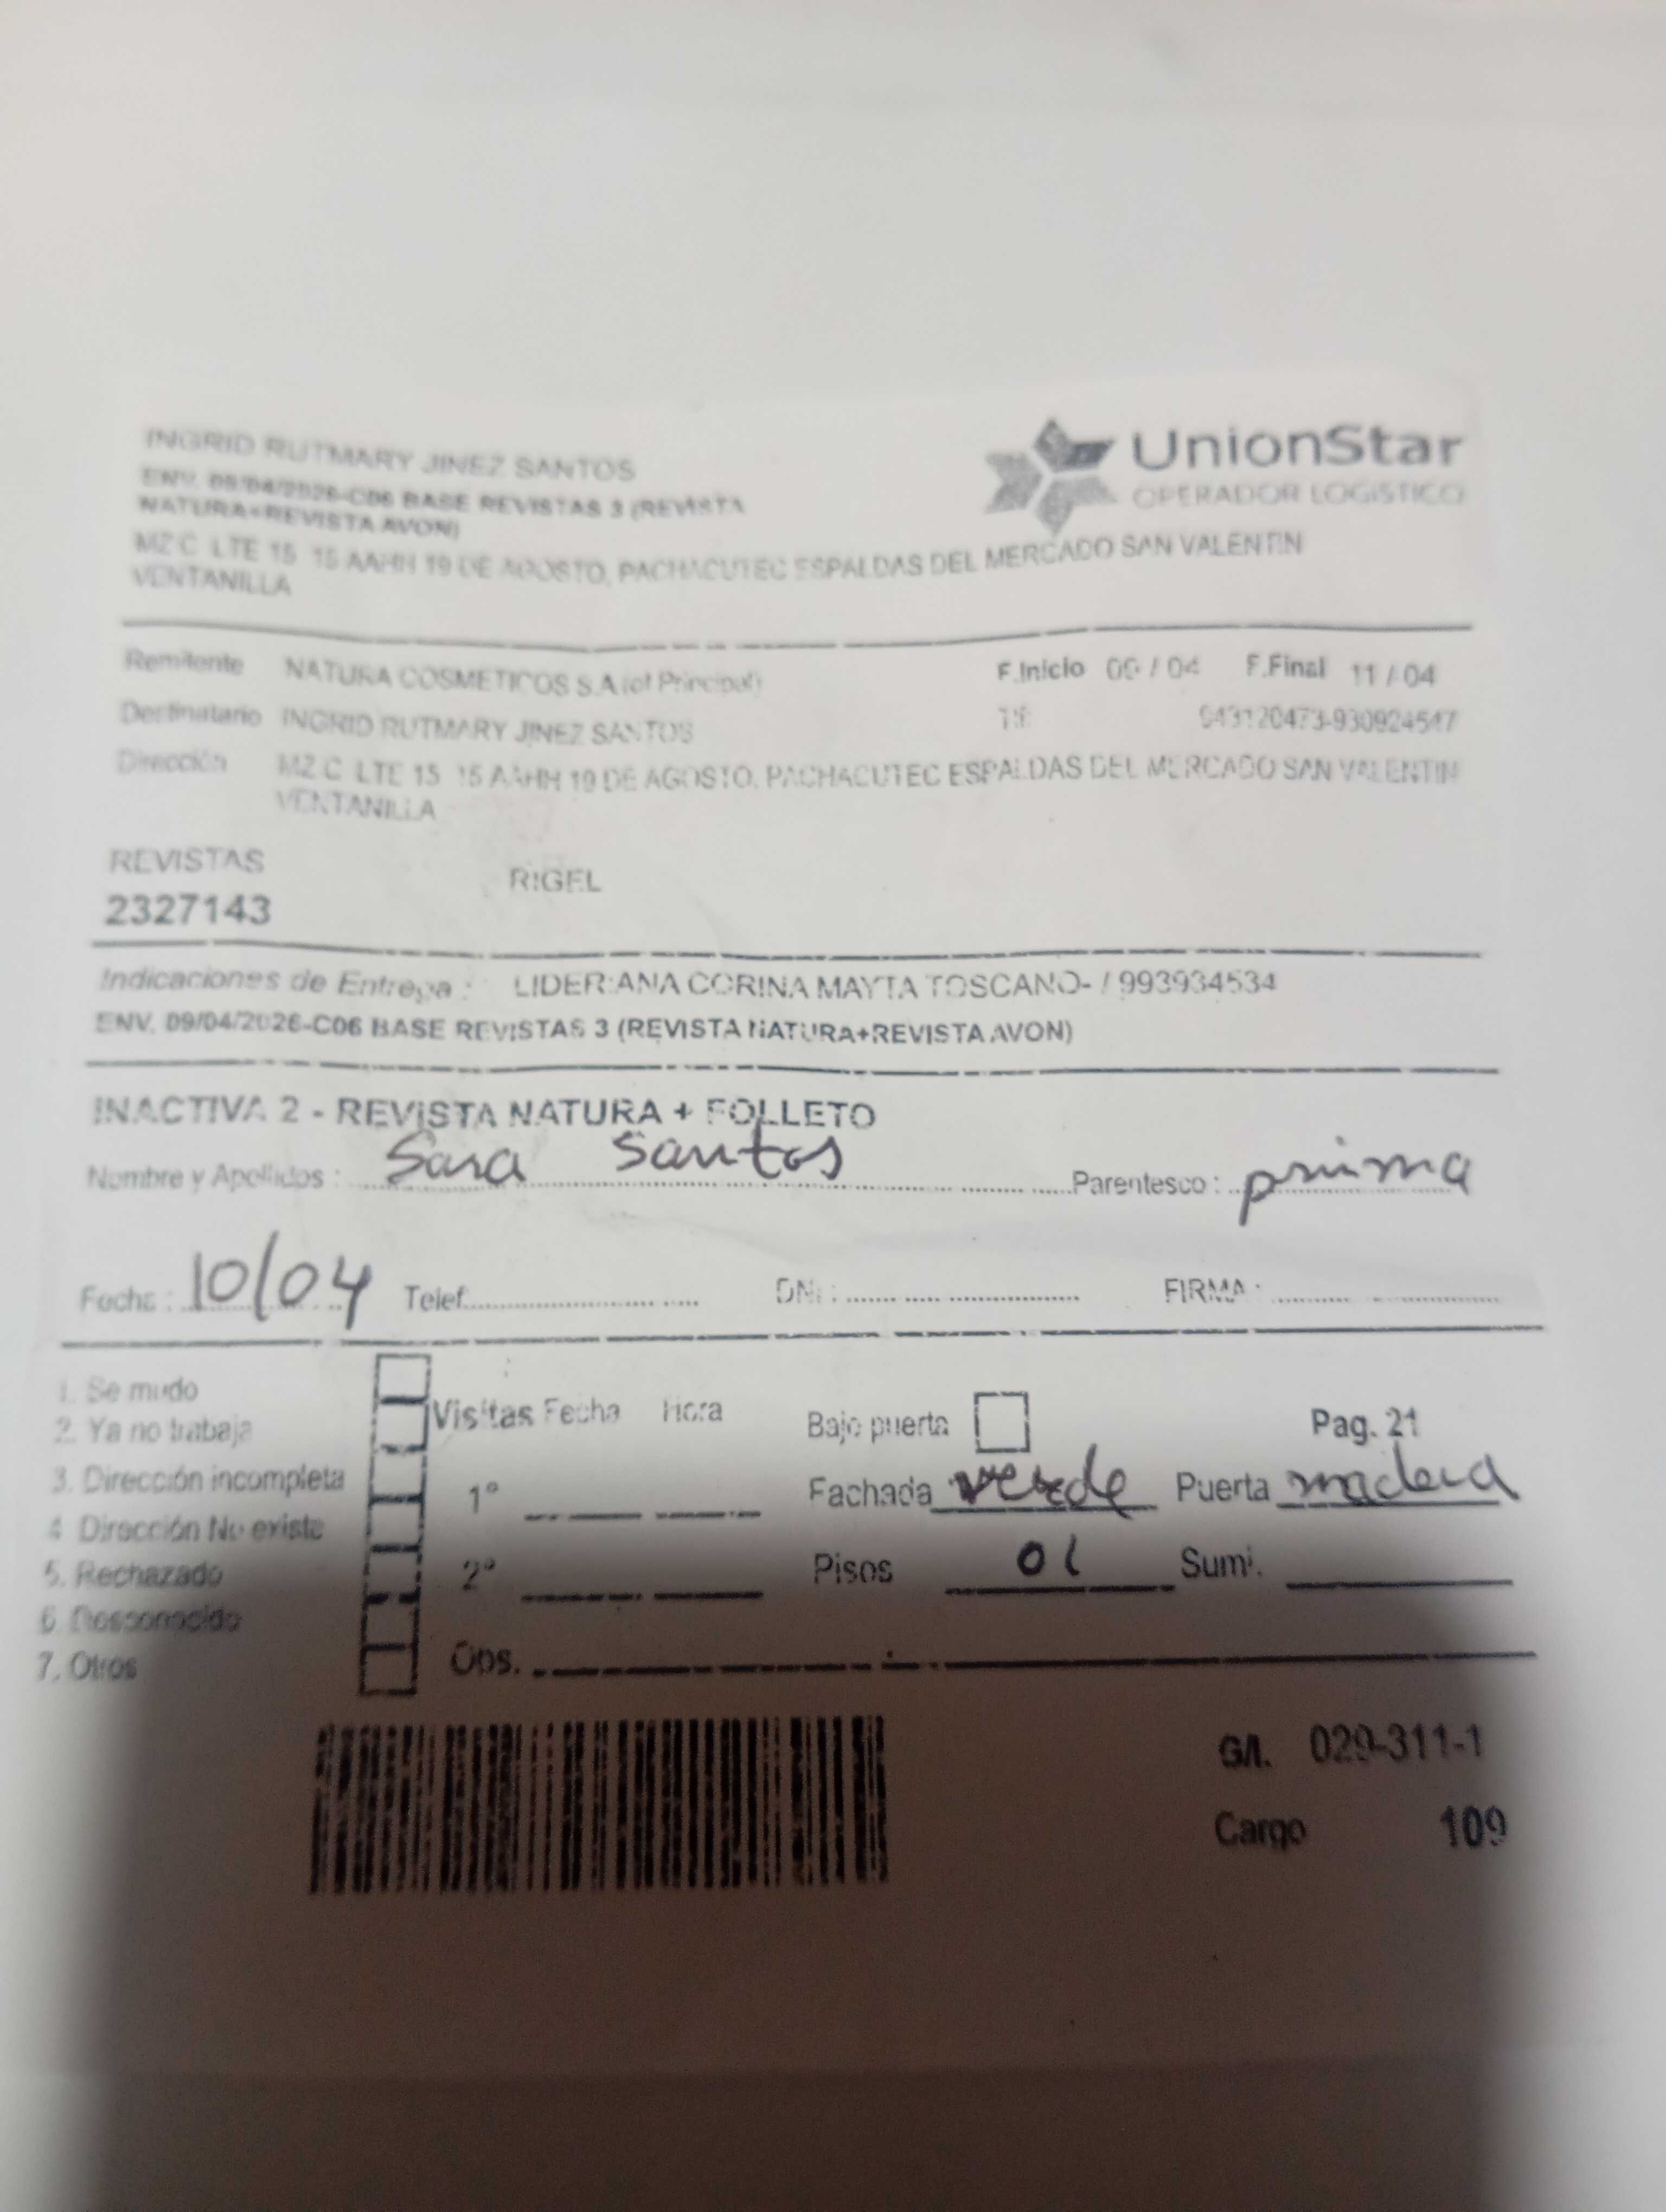 INGRID RUTMARY JINEZ SANTOS
UnionStar
OPERADOR LOGISTICO
ENV. 09/04/2026-C06 BASE REVISTAS 3 (REVISTA
NATURA+REVISTA AVON)
MZ C LTE 15 15 AAHH 19 DE AGOSTO, PACHACUTEC ESPALDAS DEL MERCADO SAN VALENTIN
VENTANILLA
Remitente NATURA COSMETICOS S.A (of Principal) F.Inicio 09 / 04 F.Final 11 / 04
Destinatario INGRID RUTMARY JINEZ SANTOS Tlf. 943120473-930924547
Dirección MZ C LTE 15 15 AAHH 19 DE AGOSTO, PACHACUTEC ESPALDAS DEL MERCADO SAN VALENTIN
VENTANILLA
REVISTAS RIGEL
2327143
Indicaciones de Entrega : LIDER:ANA CORINA MAYTA TOSCANO- / 993934534
ENV. 09/04/2026-C06 BASE REVISTAS 3 (REVISTA NATURA+REVISTA AVON)
INACTIVA 2 - REVISTA NATURA + FOLLETO
Nombre y Apellidos : Sara Santos Parentesco : prima
Fecha : 10/04 Telef. DNI : FIRMA :
1. Se mudo
2. Ya no trabaja
3. Dirección incompleta
4 Dirección No existe
5. Rechazado
6. Desconocido
7. Otros
Visitas Fecha Hora Bajo puerta Pag. 21
1° Fachada verde Puerta madera
2° Pisos 01 Sumi.
Obs.
G/I. 029-311-1
Cargo 109